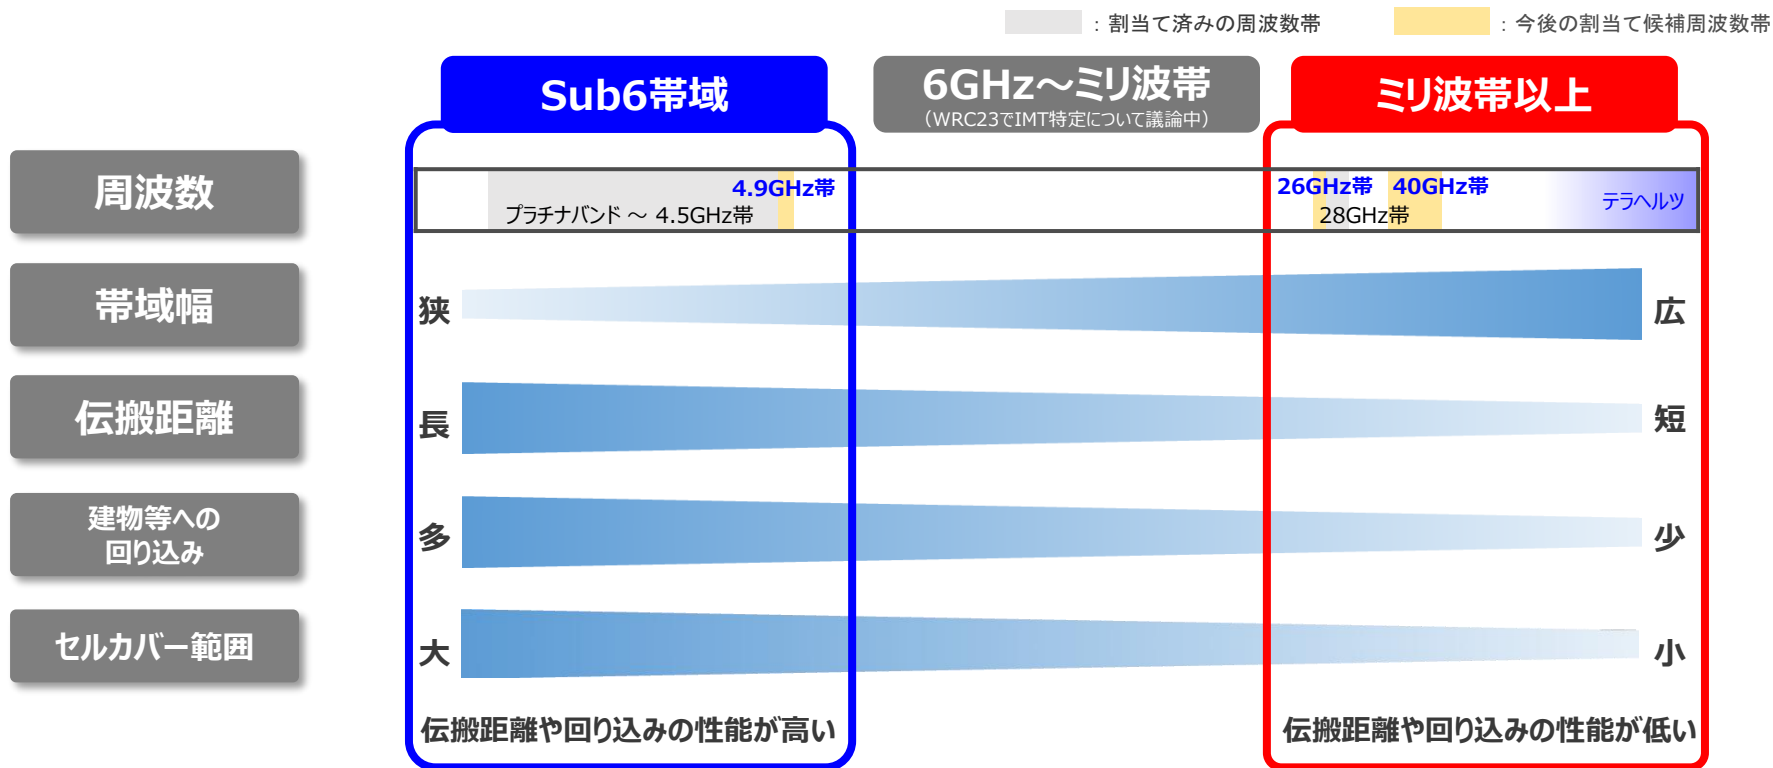 ：割当て済みの周波数帯
：今後の割当て候補周波数帯
Sub6帯域
6GHz～ミリ波帯
（WRC23でIMT特定について議論中）
ミリ波帯以上
周波数
4.9GHz帯
プラチナバンド ～ 4.5GHz帯
26GHz帯
40GHz帯
28GHz帯
テラヘルツ
帯域幅
狭
広
伝搬距離
長
短
建物等への
回り込み
多
少
セルカバー範囲
大
小
伝搬距離や回り込みの性能が高い
伝搬距離や回り込みの性能が低い